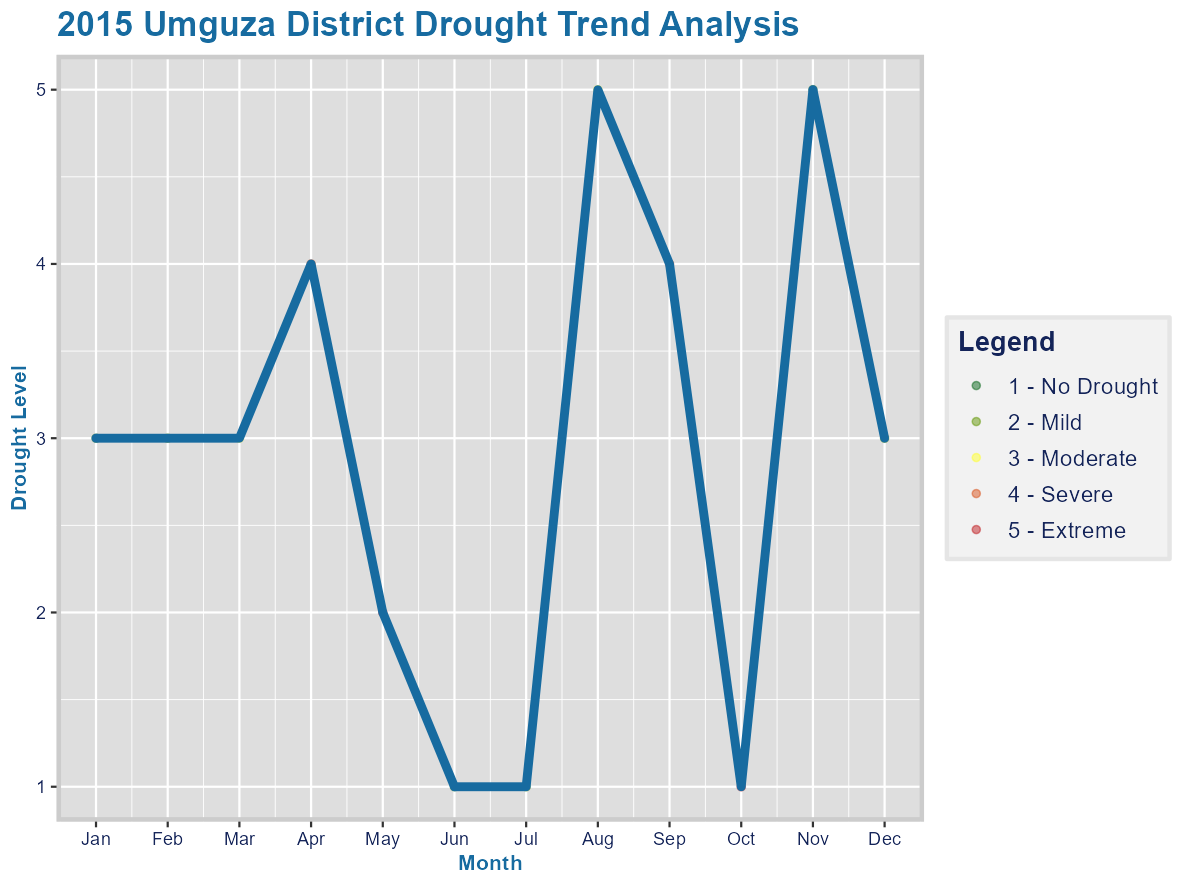 2015 Umguza District Drought Trend Analysis
Drought Level
5
4
3
2
1
Jan Feb Mar Apr May Jun Jul Aug Sep Oct Nov Dec
Month
Legend
1 - No Drought
2 - Mild
3 - Moderate
4 - Severe
5 - Extreme